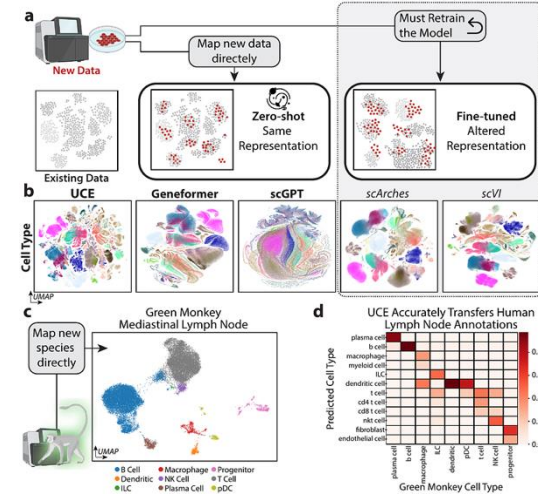 a
New Data
Map new data
directely
Must Retrain
the Model
Existing Data
Zero-shot
Same
Representation
Fine-tuned
Altered
Representation
b
UCE
Geneformer
scGPT
scArches
scVI
Cell Type
UMAP
c
Green Monkey
Mediastinal Lymph Node
Map new
species
directly
UMAP
B Cell
Dendritic
ILC
Macrophage
NK Cell
Plasma Cell
Progenitor
T Cell
pDC
d
UCE Accurately Transfers Human
Lymph Node Annotations
Predicted Cell Type
plasma cell
b cell
macrophage
myeloid cell
ILC
dendritic cell
t cell
cd4 t cell
cd8 t cell
nkt cell
fibroblast
endothelial cell
plasma cell
b cell
macrophage
ILC
dendritic
pDC
t cell
NK cell
progenitor
Green Monkey Cell Type